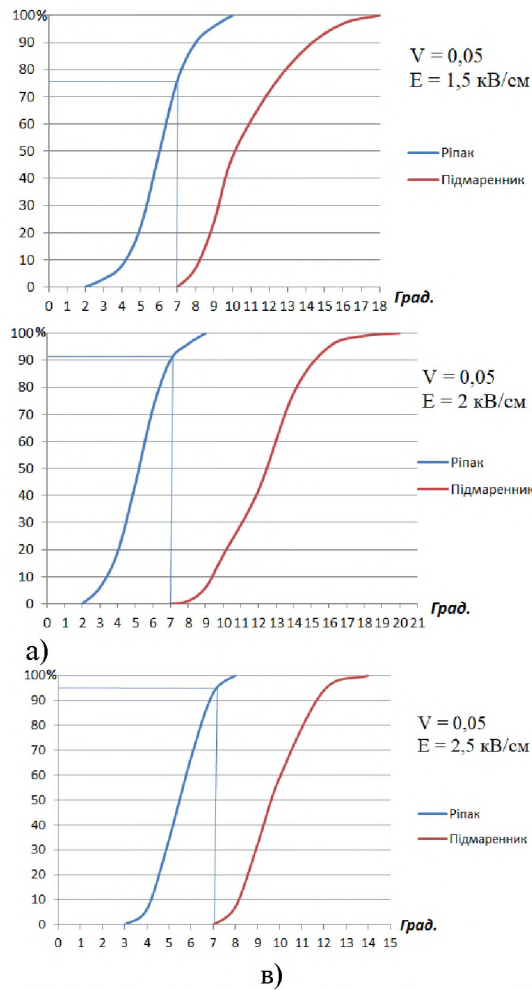 100%
90
80
70
60
50
40
30
20
10
0
V = 0,05
E = 1,5 кВ/см
Ріпак
Підмаренник
Град.
0 1 2 3 4 5 6 7 8 9 10 11 12 13 14 15 16 17 18
100%
90
80
70
60
50
40
30
20
10
0
V = 0,05
E = 2 кВ/см
Ріпак
Підмаренник
Град.
0 1 2 3 4 5 6 7 8 9 10 11 12 13 14 15 16 17 18 19 20 21
а)
100%
90
80
70
60
50
40
30
20
10
0
V = 0,05
E = 2,5 кВ/см
Ріпак
Підмаренник
Град.
0 1 2 3 4 5 6 7 8 9 10 11 12 13 14 15
в)